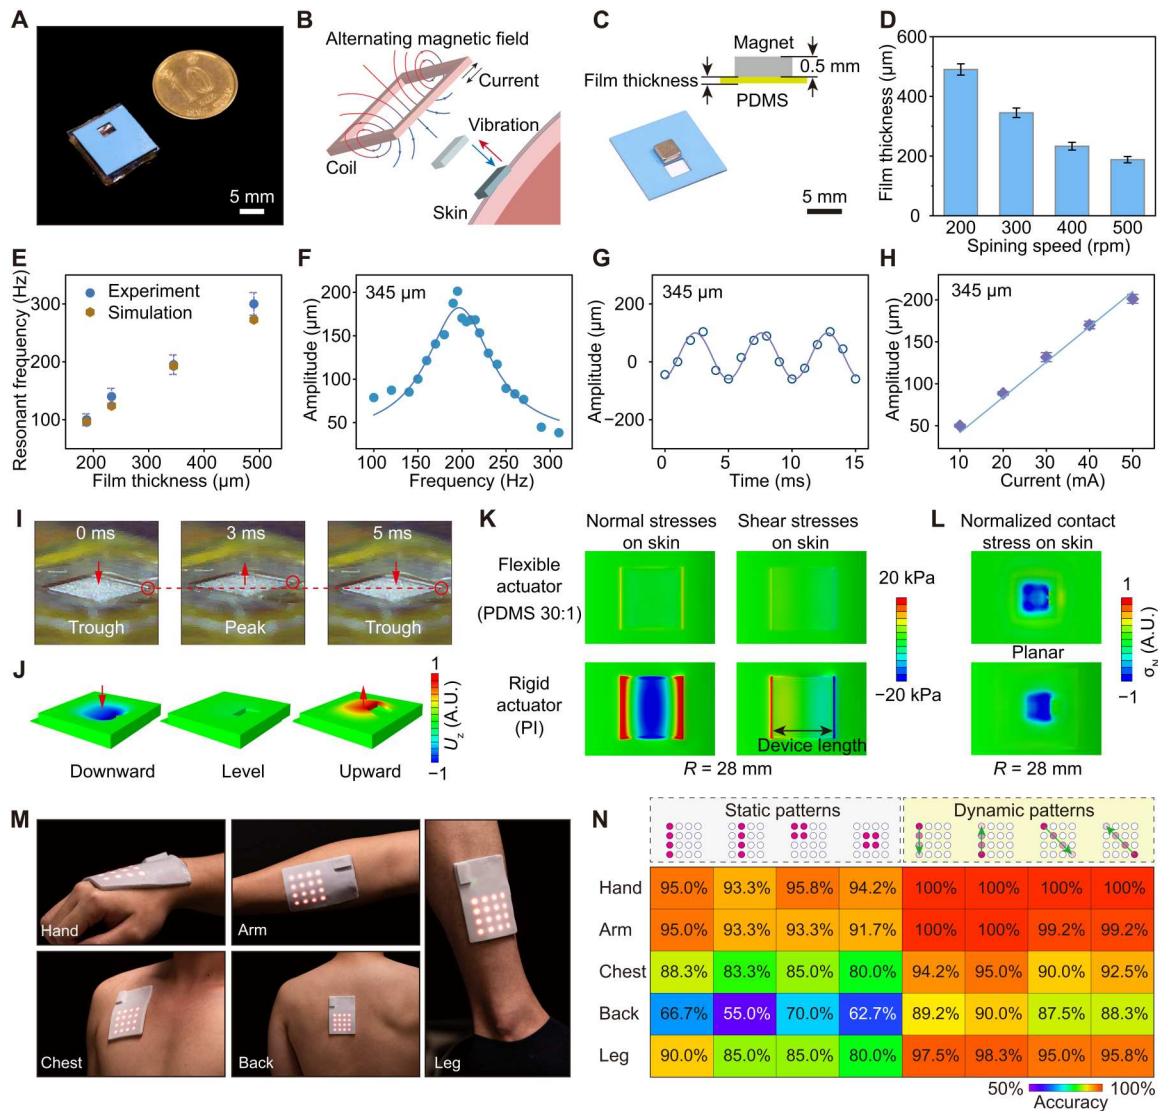 A
5 mm
B
Alternating magnetic field
Current
Vibration
Coil
Skin
C
Magnet
0.5 mm
Film thickness
PDMS
5 mm
D
Film thickness (μm)
600
400
200
0
200 300 400 500
Spining speed (rpm)
E
Resonant frequency (Hz)
300
200
100
Experiment
Simulation
200 300 400 500
Film thickness (μm)
F
345 μm
Amplitude (μm)
200
150
100
50
100 150 200 250 300
Frequency (Hz)
G
345 μm
Amplitude (μm)
200
0
−200
0 5 10 15
Time (ms)
H
345 μm
Amplitude (μm)
200
150
100
50
10 20 30 40 50
Current (mA)
I
0 ms 3 ms 5 ms
Trough Peak Trough
J
1
Uz (A.U.)
−1
Downward Level Upward
K
Normal stresses on skin
Shear stresses on skin
Flexible
actuator
(PDMS 30:1)
20 kPa
−20 kPa
Rigid
actuator
(PI)
Device length
R = 28 mm
L
Normalized contact
stress on skin
1
σN (A.U.)
−1
Planar
R = 28 mm
M
Hand
Arm
Chest
Back
Leg
N
Static patterns Dynamic patterns
Hand 95.0% 93.3% 95.8% 94.2% 100% 100% 100% 100%
Arm 95.0% 93.3% 93.3% 91.7% 100% 100% 99.2% 99.2%
Chest 88.3% 83.3% 85.0% 80.0% 94.2% 95.0% 90.0% 92.5%
Back 66.7% 55.0% 70.0% 62.7% 89.2% 90.0% 87.5% 88.3%
Leg 90.0% 85.0% 85.0% 80.0% 97.5% 98.3% 95.0% 95.8%
50% 100%
Accuracy